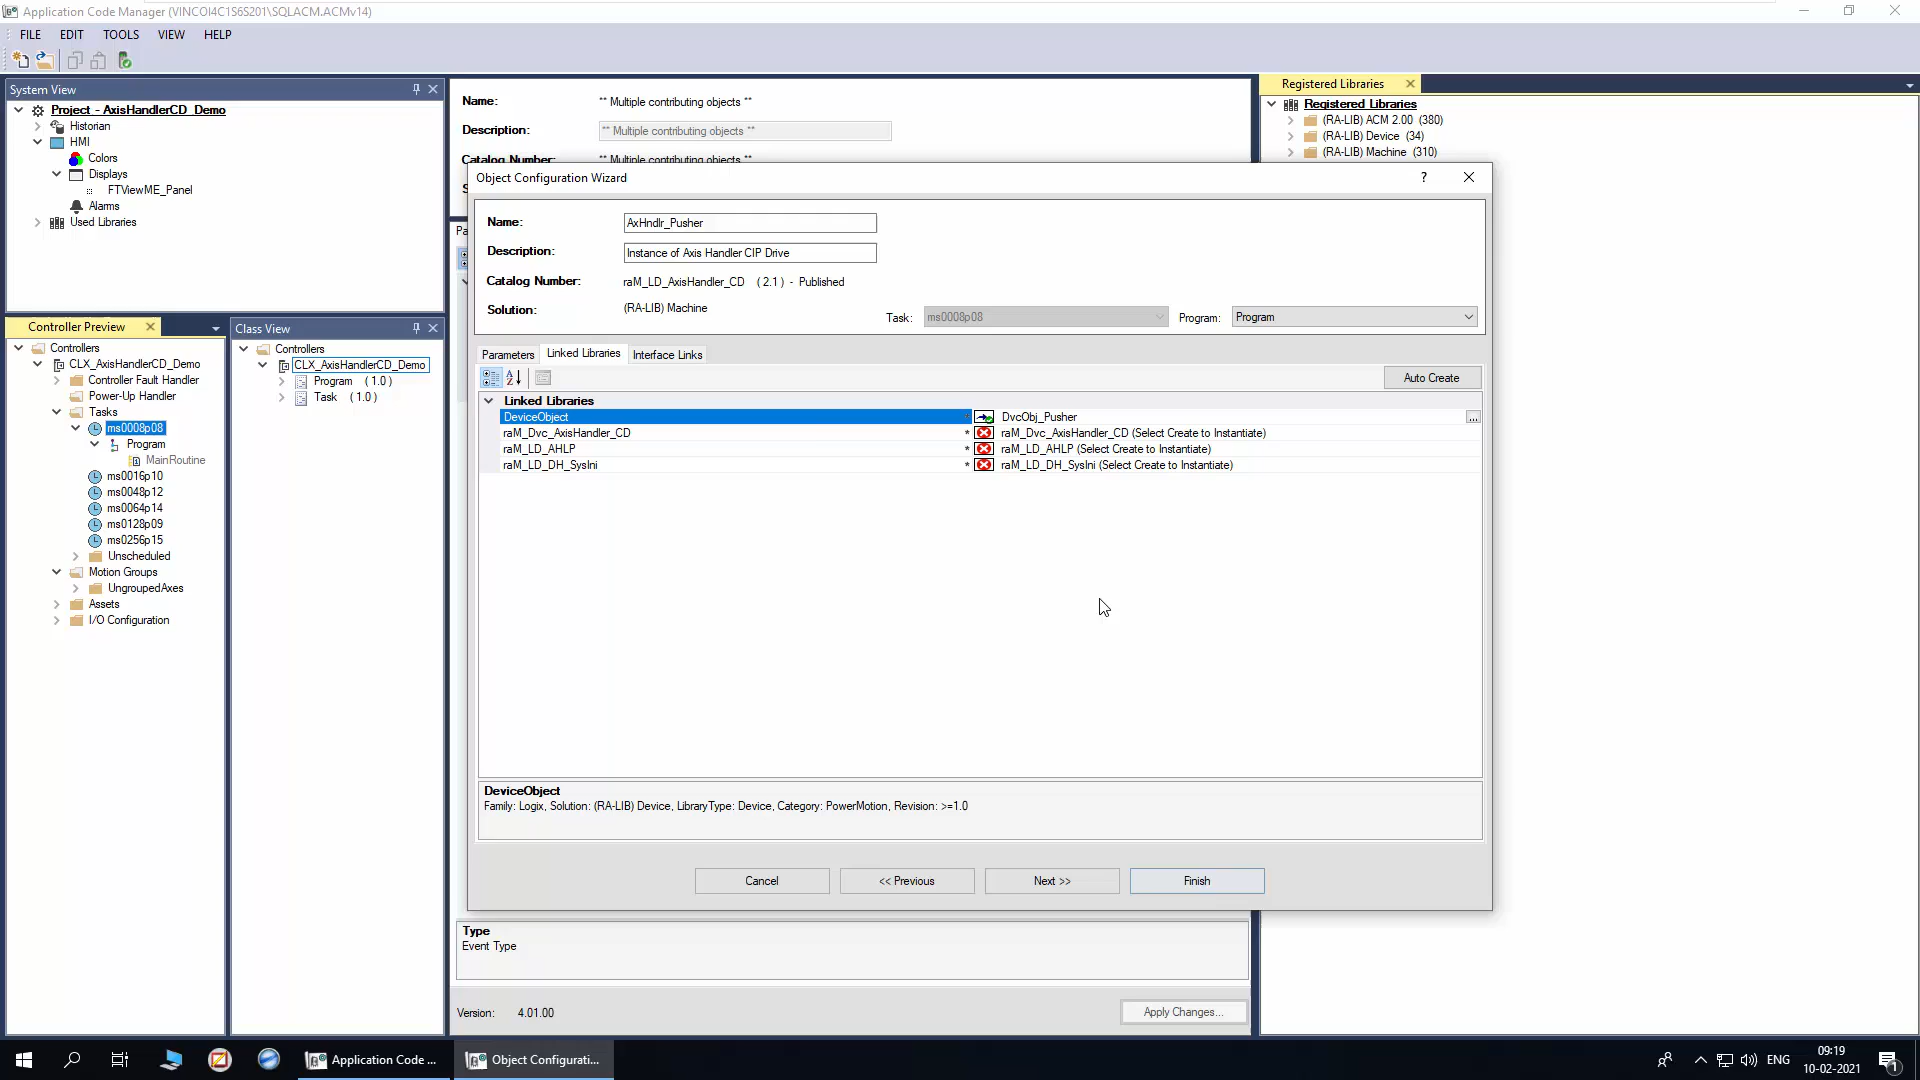 Application Code Manager (VINCOI4C1S6S201\SQLACM.ACMv14)
FILE EDIT TOOLS VIEW HELP
System View
Project - AxisHandlerCD_Demo
Historian
HMI
Colors
Displays
FTViewME_Panel
Alarms
Used Libraries
Name: ** Multiple contributing objects **
Description: ** Multiple contributing objects **
Catalog Number: ** Multiple contributing objects **
Registered Libraries
Registered Libraries
(RA-LIB) ACM 2.00 (380)
(RA-LIB) Device (34)
(RA-LIB) Machine (310)
Controller Preview
Controllers
CLX_AxisHandlerCD_Demo
Controller Fault Handler
Power-Up Handler
Tasks
ms0008p08
Program
MainRoutine
ms0016p10
ms0048p12
ms0064p14
ms0128p09
ms0256p15
Unscheduled
Motion Groups
UngroupedAxes
Assets
I/O Configuration
Class View
Controllers
CLX_AxisHandlerCD_Demo
Program (1.0)
Task (1.0)
S
Pa
Object Configuration Wizard
?
Name: AxHndlr_Pusher
Description: Instance of Axis Handler CIP Drive
Catalog Number: raM_LD_AxisHandler_CD (2.1) - Published
Solution: (RA-LIB) Machine
Task: ms0008p08 Program: Program
Parameters Linked Libraries Interface Links
Auto Create
Linked Libraries
DeviceObject * DvcObj_Pusher ...
raM_Dvc_AxisHandler_CD * raM_Dvc_AxisHandler_CD (Select Create to Instantiate)
raM_LD_AHLP * raM_LD_AHLP (Select Create to Instantiate)
raM_LD_DH_SysIni * raM_LD_DH_SysIni (Select Create to Instantiate)
DeviceObject
Family: Logix, Solution: (RA-LIB) Device, LibraryType: Device, Category: PowerMotion, Revision: >=1.0
Cancel << Previous Next >> Finish
Type
Event Type
Version: 4.01.00
Apply Changes...
Application Code ...
Object Configurati...
ENG
09:19
10-02-2021
1